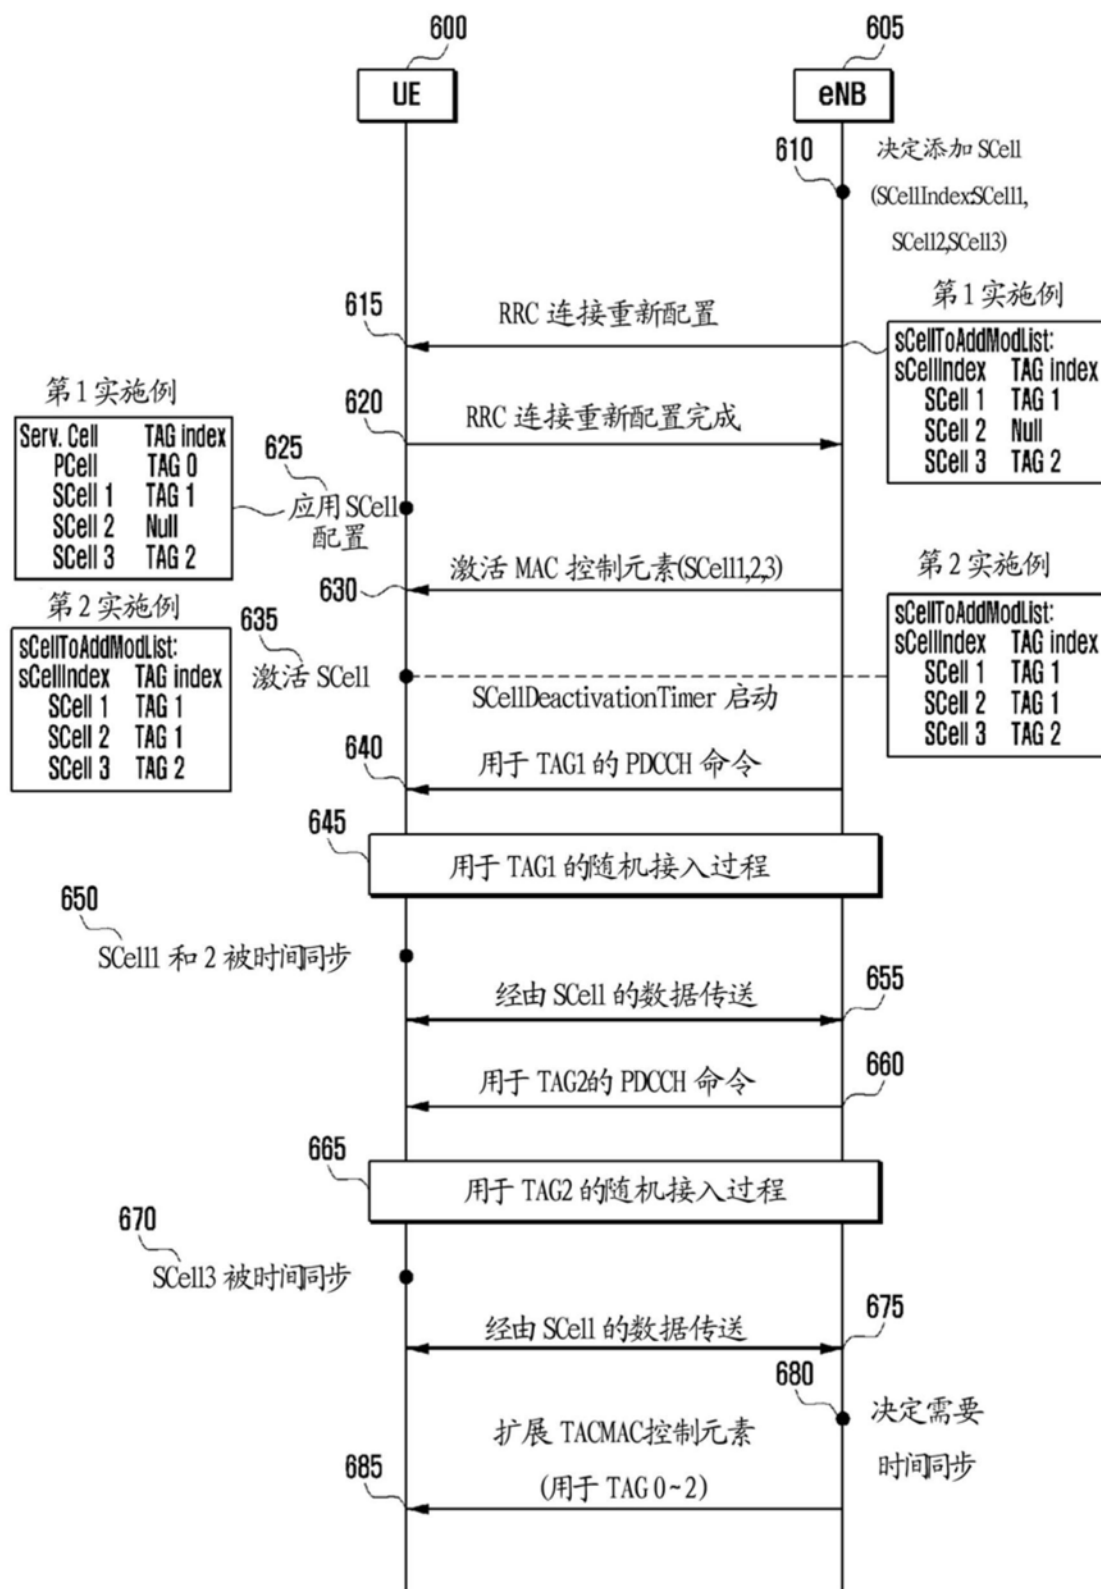 600
605
UE
eNB
610
决定添加 SCell
(SCellIndex:SCell1,
SCell2,SCell3)
第1实施例
615
RRC 连接重新配置
sCellToAddModList:
sCellIndex TAG index
SCell 1 TAG 1
SCell 2 Null
SCell 3 TAG 2
第1实施例
620
RRC 连接重新配置完成
Serv. Cell TAG index
PCell TAG 0
SCell 1 TAG 1
SCell 2 Null
SCell 3 TAG 2
625
应用 SCell
配置
激活 MAC 控制元素(SCell1,2,3)
630
第2实施例
sCellToAddModList:
sCellIndex TAG index
SCell 1 TAG 1
SCell 2 TAG 1
SCell 3 TAG 2
第2实施例
sCellToAddModList:
sCellIndex TAG index
SCell 1 TAG 1
SCell 2 TAG 1
SCell 3 TAG 2
635
激活 SCell
SCellDeactivationTimer 启动
640
用于 TAG1 的 PDCCH 命令
645
用于 TAG1 的随机接入过程
650
SCell1 和 2 被时间同步
经由 SCell 的数据传送
655
用于 TAG2的 PDCCH 命令
660
665
用于 TAG2 的随机接入过程
670
SCell3 被时间同步
经由 SCell 的数据传送
675
680
决定需要
时间同步
扩展 TACMAC控制元素
(用于 TAG 0~2)
685